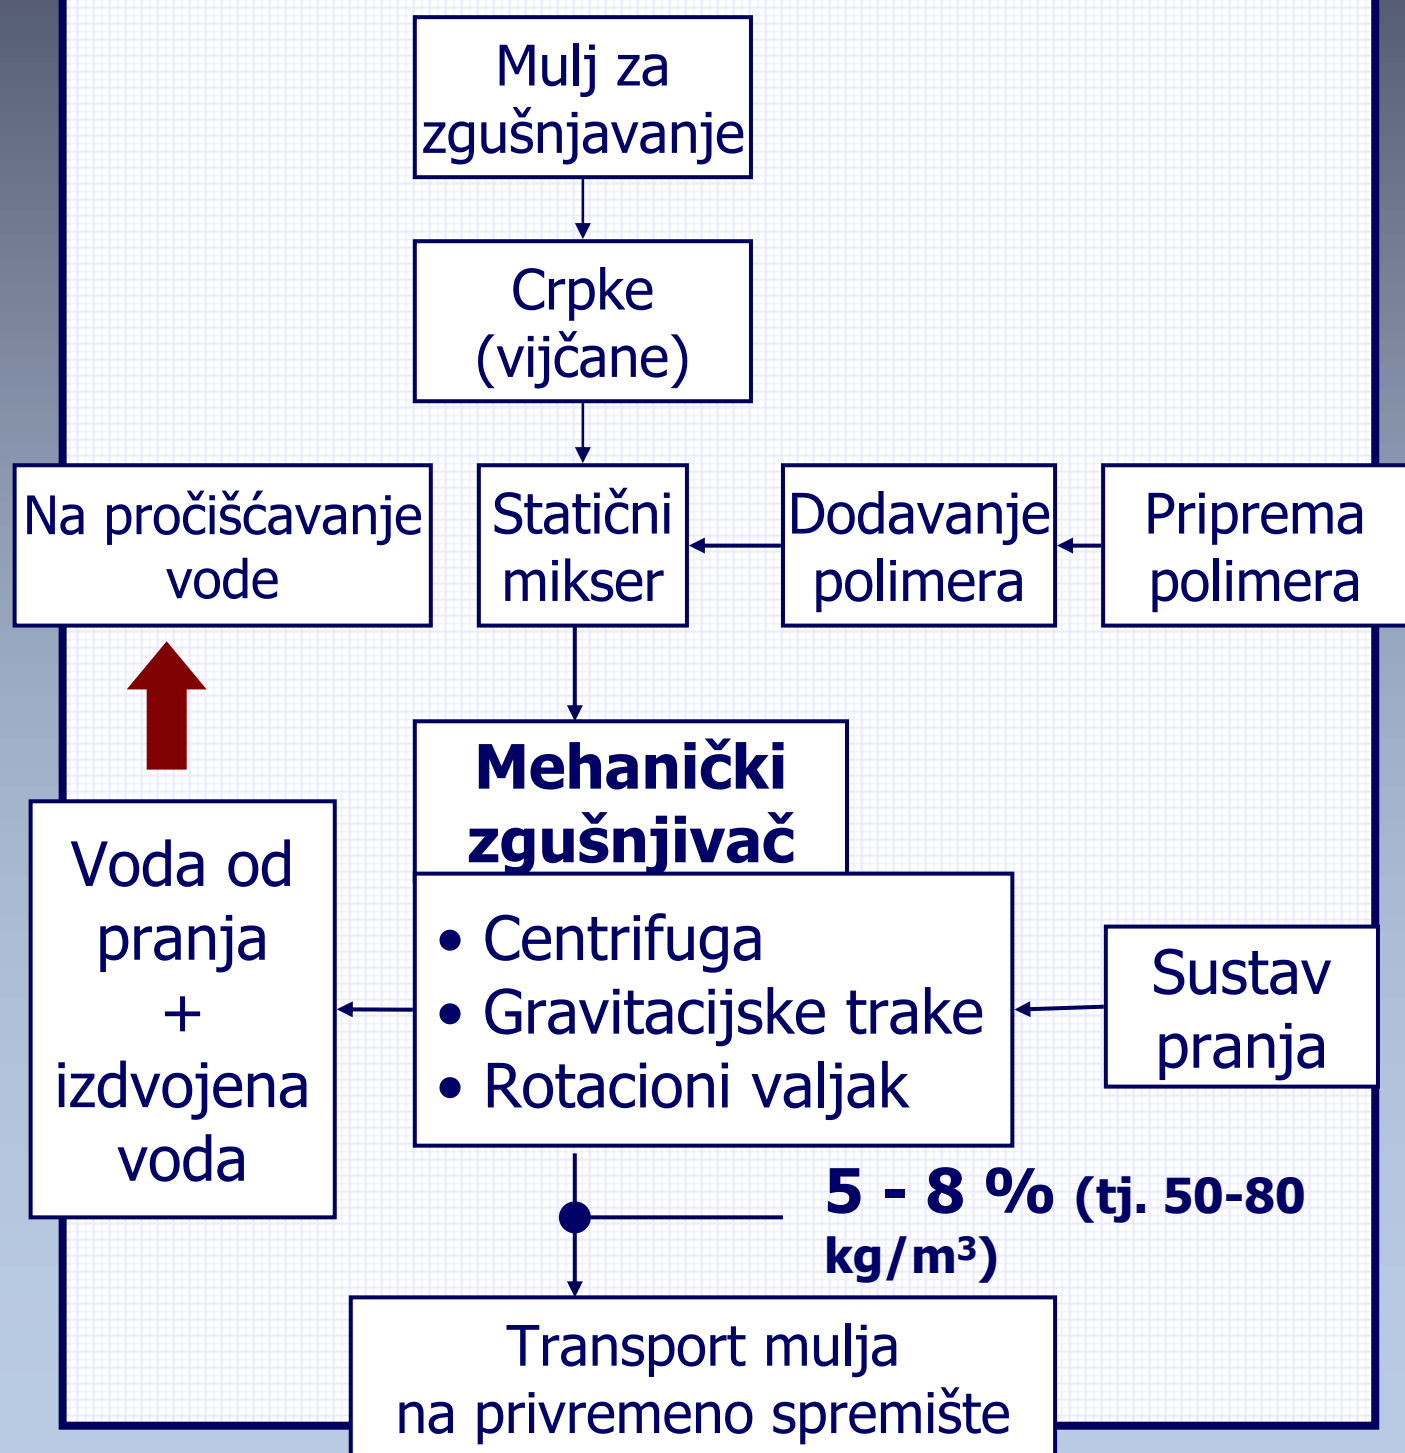 Mulj za
zgušnjavanje
Crpke
(vijčane)
Na pročišćavanje
vode
Statični
mikser
Dodavanje
polimera
Priprema
polimera
Mehanički
zgušnjivač
Voda od
pranja
+
izdvojena
voda
• Centrifuga
• Gravitacijske trake
• Rotacioni valjak
Sustav
pranja
5 - 8 % (tj. 50-80
kg/m³)
Transport mulja
na privremeno spremište